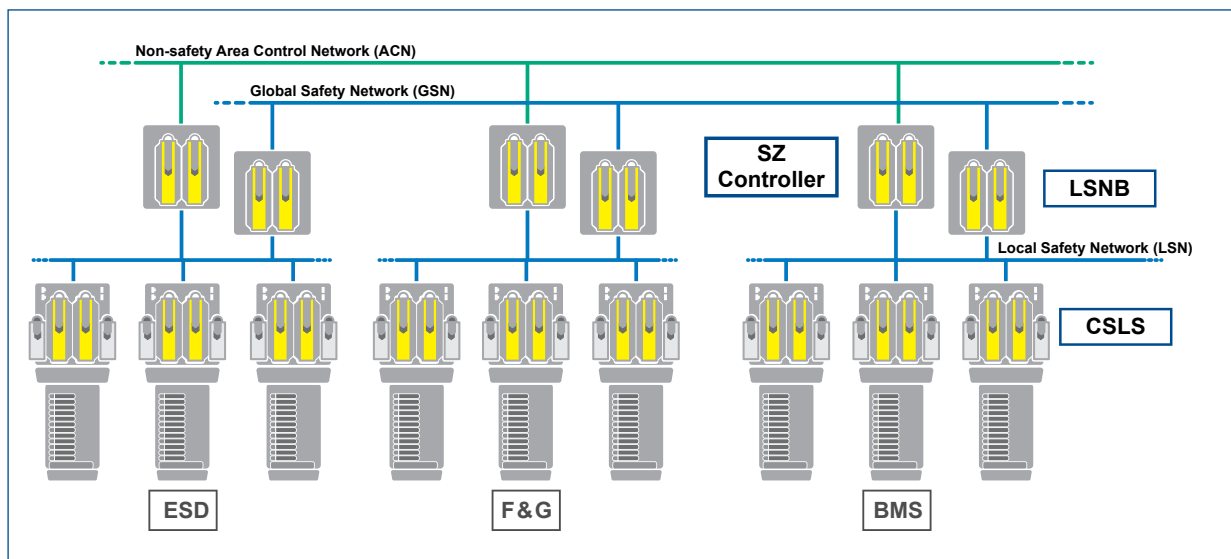 Non-safety Area Control Network (ACN)
Global Safety Network (GSN)
SZ
Controller
LSNB
Local Safety Network (LSN)
CSLS
ESD
F&G
BMS